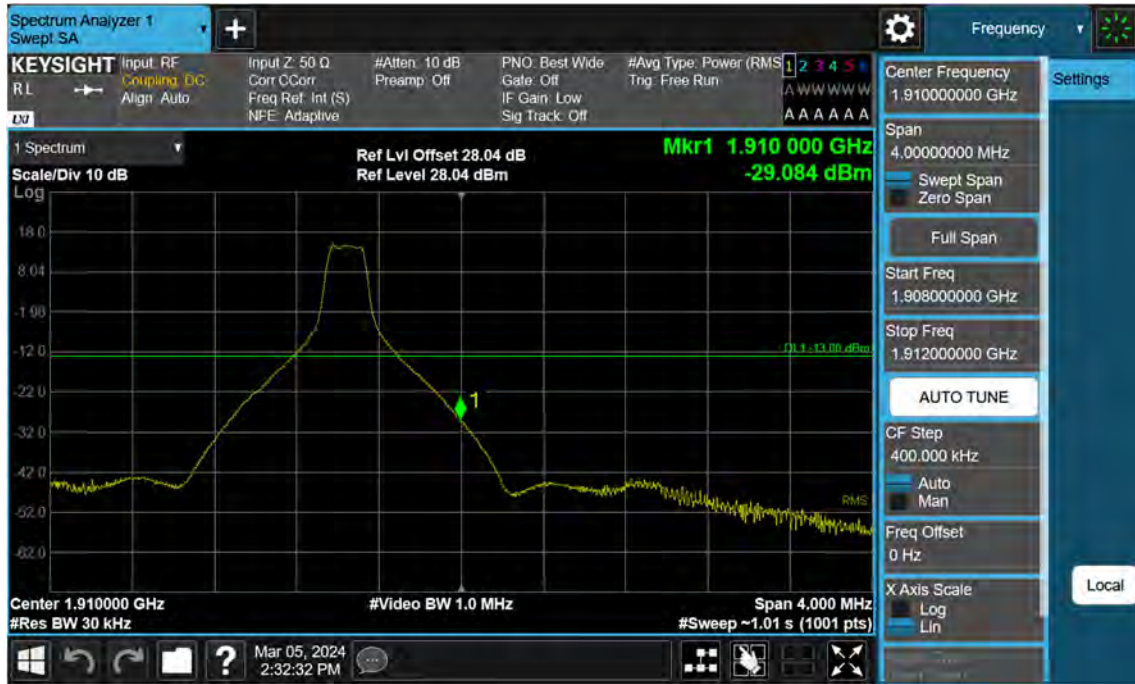 Spectrum Analyzer 1
Swept SA
Frequency
KEYSIGHT
RL
LXI
Input: RF
Coupling: DC
Align: Auto
Input Z: 50 Ω
Corr CCorr
Freq Ref: Int (S)
NFE: Adaptive
#Atten: 10 dB
Preamp: Off
PNO: Best Wide
Gate: Off
IF Gain: Low
Sig Track: Off
#Avg Type: Power (RMS
Trig: Free Run
1 2 3 4 5 6
A W W W W W
A A A A A A
1 Spectrum
Scale/Div 10 dB
Log
Ref Lvl Offset 28.04 dB
Ref Level 28.04 dBm
Mkr1 1.910 000 GHz
-29.084 dBm
18.0
8.04
-1.96
-12.0
-22.0
-32.0
-42.0
-52.0
-62.0
DL1 -13.00 dBm
1
RMS
Center 1.910000 GHz
#Res BW 30 kHz
#Video BW 1.0 MHz
Span 4.000 MHz
#Sweep ~1.01 s (1001 pts)
Center Frequency
1.910000000 GHz
Settings
Span
4.00000000 MHz
Swept Span
Zero Span
Full Span
Start Freq
1.908000000 GHz
Stop Freq
1.912000000 GHz
AUTO TUNE
CF Step
400.000 kHz
Auto
Man
Freq Offset
0 Hz
X Axis Scale
Log
Lin
Local
?
Mar 05, 2024
2:32:32 PM